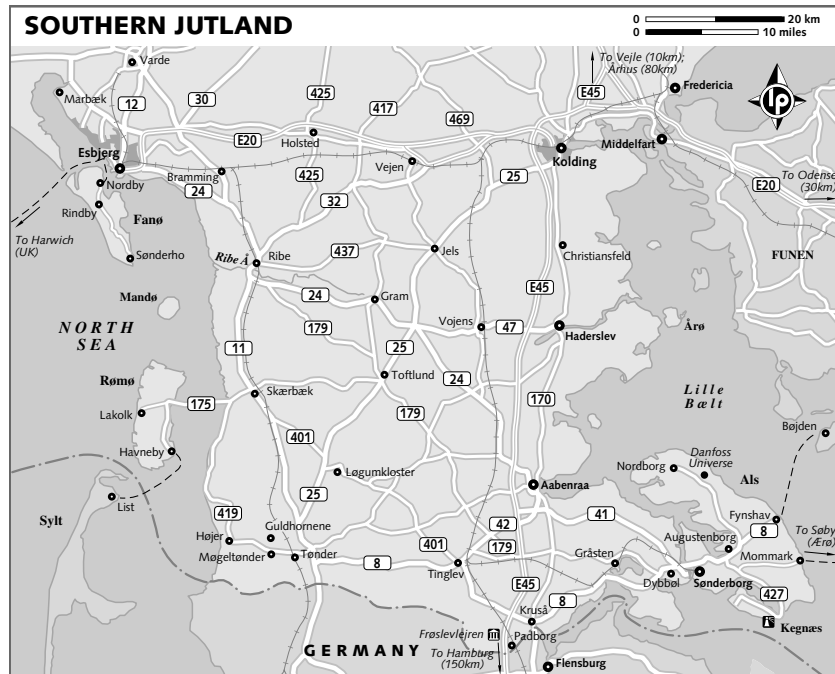 SOUTHERN JUTLAND
0 20 km
0 10 miles
To Vejle (10km);
Århus (80km)
Varde
Marbæk
Fredericia
lp
12
30
425
417
469
E45
E20
Holsted
Esbjerg
Kolding
Middelfart
Vejen
Bramming
24
425
25
To Odense
(30km)
E20
Nordby
Rindby
32
Fanø
To Harwich
(UK)
Sønderho
Ribe Å
Ribe
437
Jels
Christiansfeld
FUNEN
Mandø
24
Gram
E45
179
Vojens
47
Haderslev
Årø
NORTH
SEA
11
25
Rømø
Toftlund
24
Skærbæk
175
179
170
Lille
Bælt
Lakolk
401
Bøjden
Havneby
Løgumkloster
Nordborg
Danfoss
Universe
Als
Aabenraa
List
25
Sylt
419
Guldhornene
42
41
Fynshav
8
To Søby
(Ærø)
Højer
Augustenborg
Møgeltønder
Tønder
401
179
Gråsten
Mommark
8
Tinglev
Dybbøl
Sønderborg
E45
8
427
Kruså
Kegnæs
Frøslevlejren
Padborg
GERMANY
To Hamburg
(150km)
Flensburg